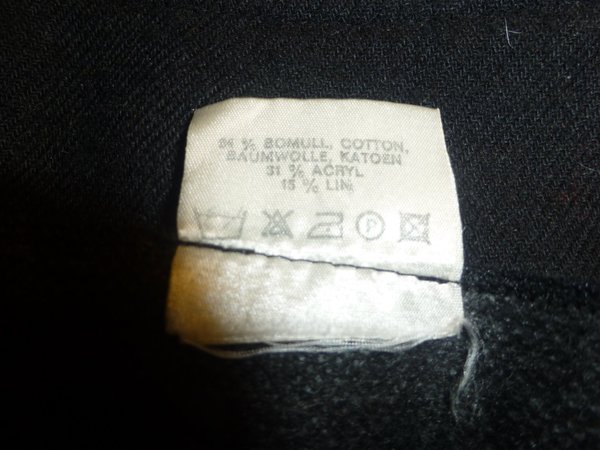 54 % BOMULL, COTTON,
BAUMWOLLE, KATOEN
31 % ACRYL
15 % LIN
P